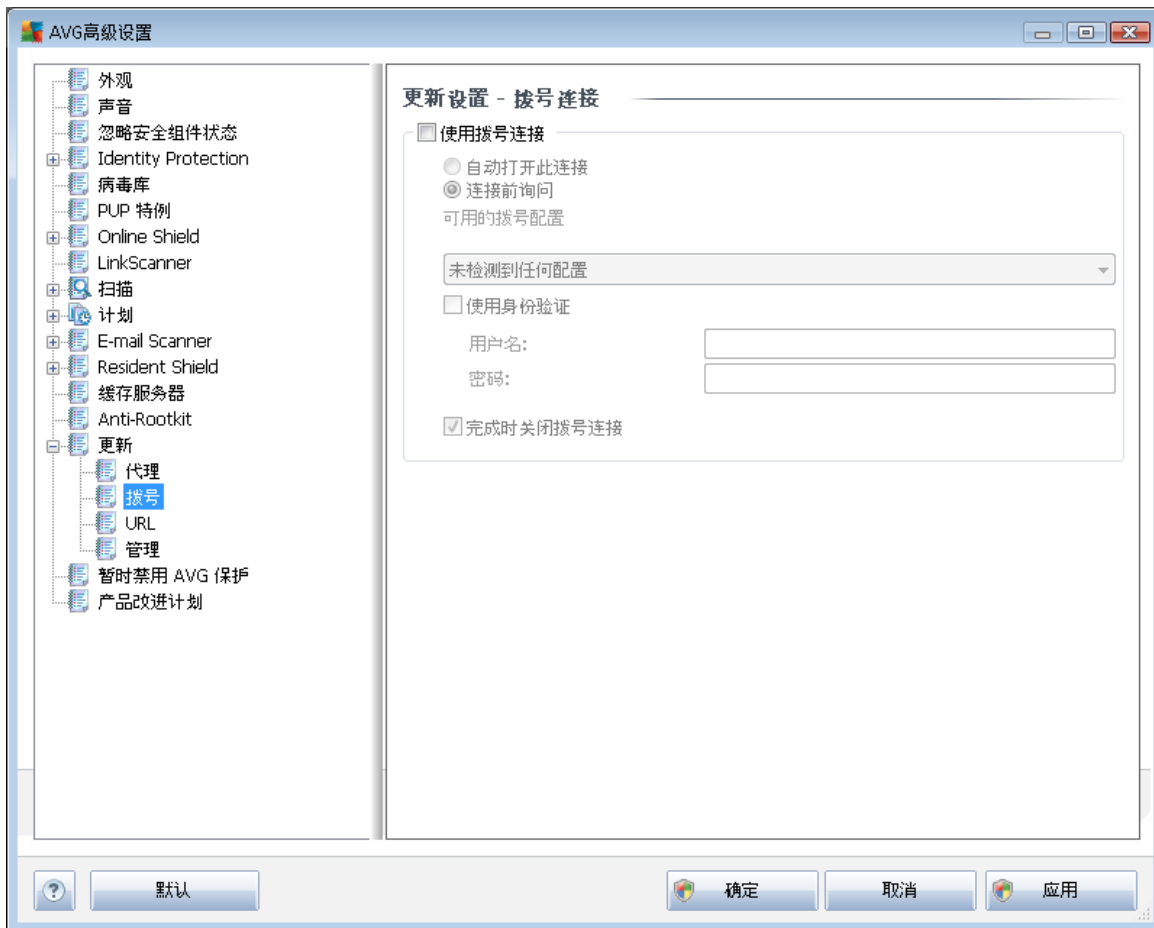 AVG高级设置
外观
声音
忽略安全组件状态
Identity Protection
病毒库
PUP 特例
Online Shield
LinkScanner
扫描
计划
E-mail Scanner
Resident Shield
缓存服务器
Anti-Rootkit
更新
代理
拨号
URL
管理
暂时禁用 AVG 保护
产品改进计划
更新设置 - 拨号连接
使用拨号连接
自动打开此连接
连接前询问
可用的拨号配置
未检测到任何配置
使用身份验证
用户名:
密码:
完成时关闭拨号连接
?
默认
确定
取消
应用